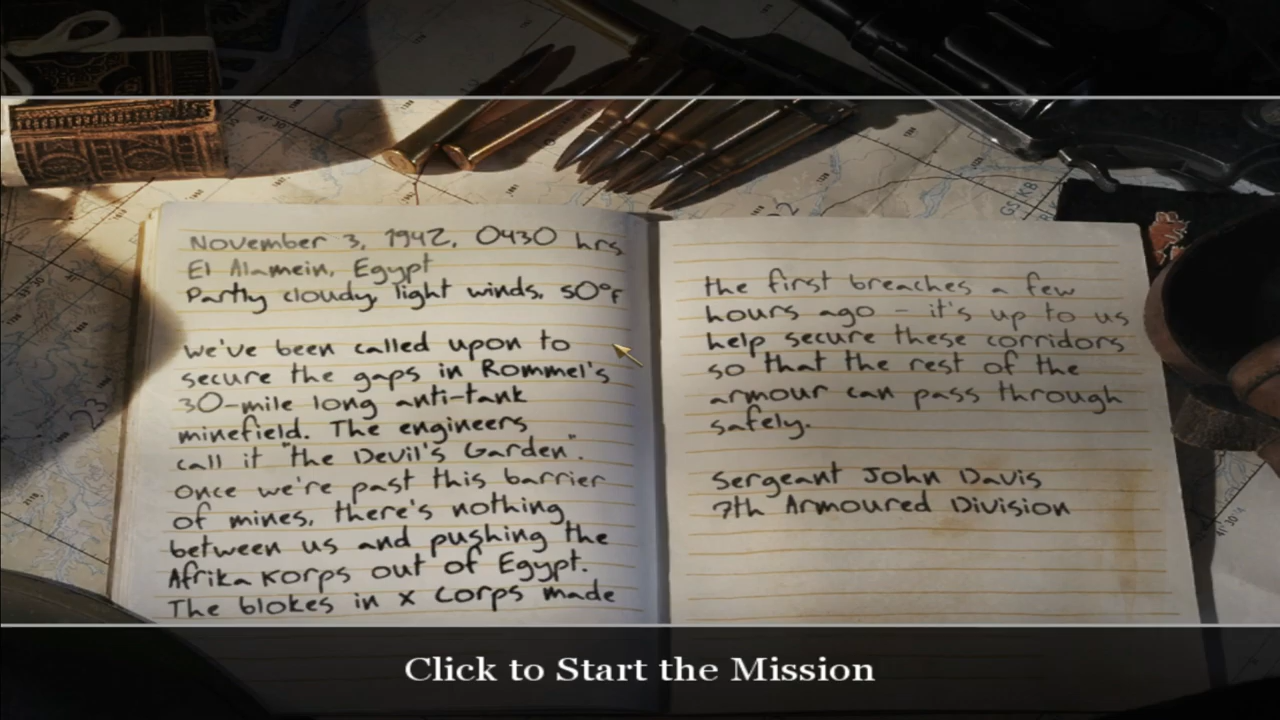 November 3, 1942, 0430 hrs
El Alamein, Egypt
Partly cloudy, light winds, 50°F
We've been called upon to
secure the gaps in Rommel's
30-mile long anti-tank
minefield. The engineers
call it "the Devil's Garden".
Once we're past this barrier
of mines, there's nothing
between us and pushing the
Afrika Korps out of Egypt.
The blokes in X Corps made
the first breaches a few
hours ago - it's up to us
help secure these corridors
so that the rest of the
armour can pass through
safely.
Sergeant John Davis
7th Armoured Division
Click to Start the Mission